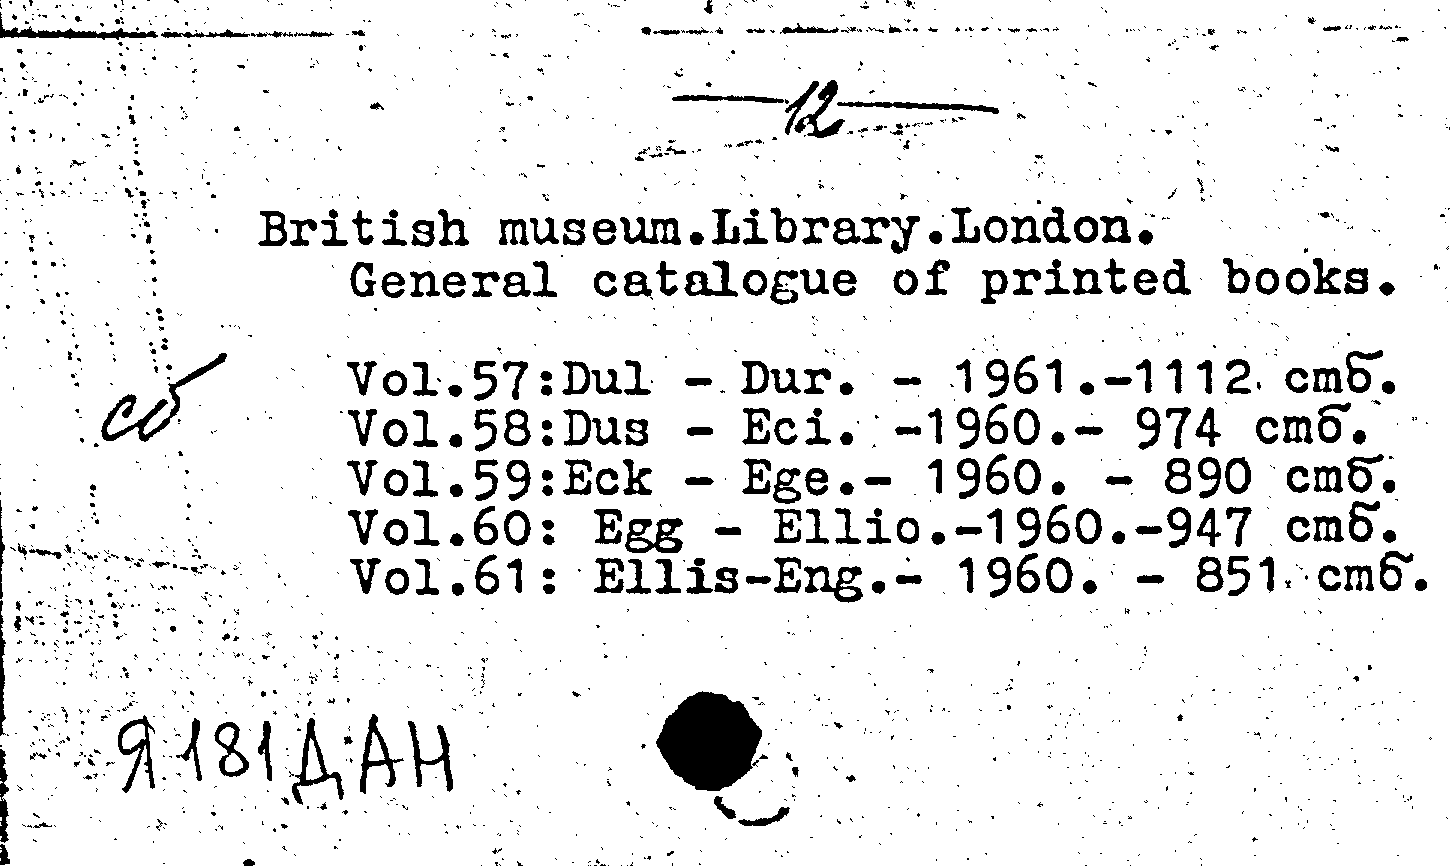 —12—
British museum.Library.London.
General catalogue of printed books.
Vol.57:Dul - Dur. - 1961.-1112 стб.
Vol.58:Dus - Eci. -1960.- 974 стб.
сб
Vol.59:Eck - Ege.- 1960. - 890 стб.
Vol.60: Egg - Ellio.-1960.-947 стб.
Vol.61: Ellis-Eng.- 1960. - 851 стб.
Я181ДАН